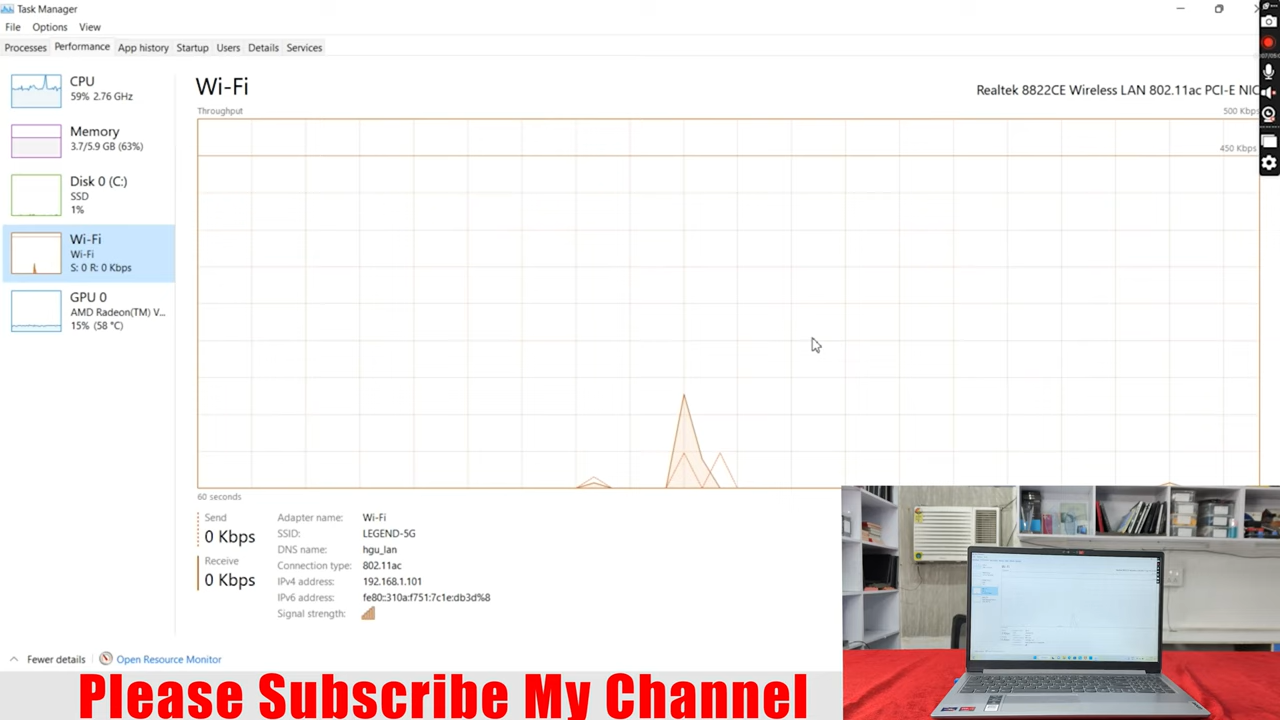 Task Manager
File Options View
Processes Performance App history Startup Users Details Services
CPU
59% 2.76 GHz
Memory
3.7/5.9 GB (63%)
Disk 0 (C:)
SSD
1%
Wi-Fi
Wi-Fi
S: 0 R: 0 Kbps
GPU 0
AMD Radeon(TM) V...
15% (58 °C)
Wi-Fi
Realtek 8822CE Wireless LAN 802.11ac PCI-E NIC
Throughput
500 Kbps
450 Kbps
60 seconds
Send
0 Kbps
Receive
0 Kbps
Adapter name: Wi-Fi
SSID: LEGEND-5G
DNS name: hgu_lan
Connection type: 802.11ac
IPv4 address: 192.168.1.101
IPv6 address: fe80::310a:f751:7c1e:db3d%8
Signal strength:
Fewer details Open Resource Monitor
Please Subscribe My Channel